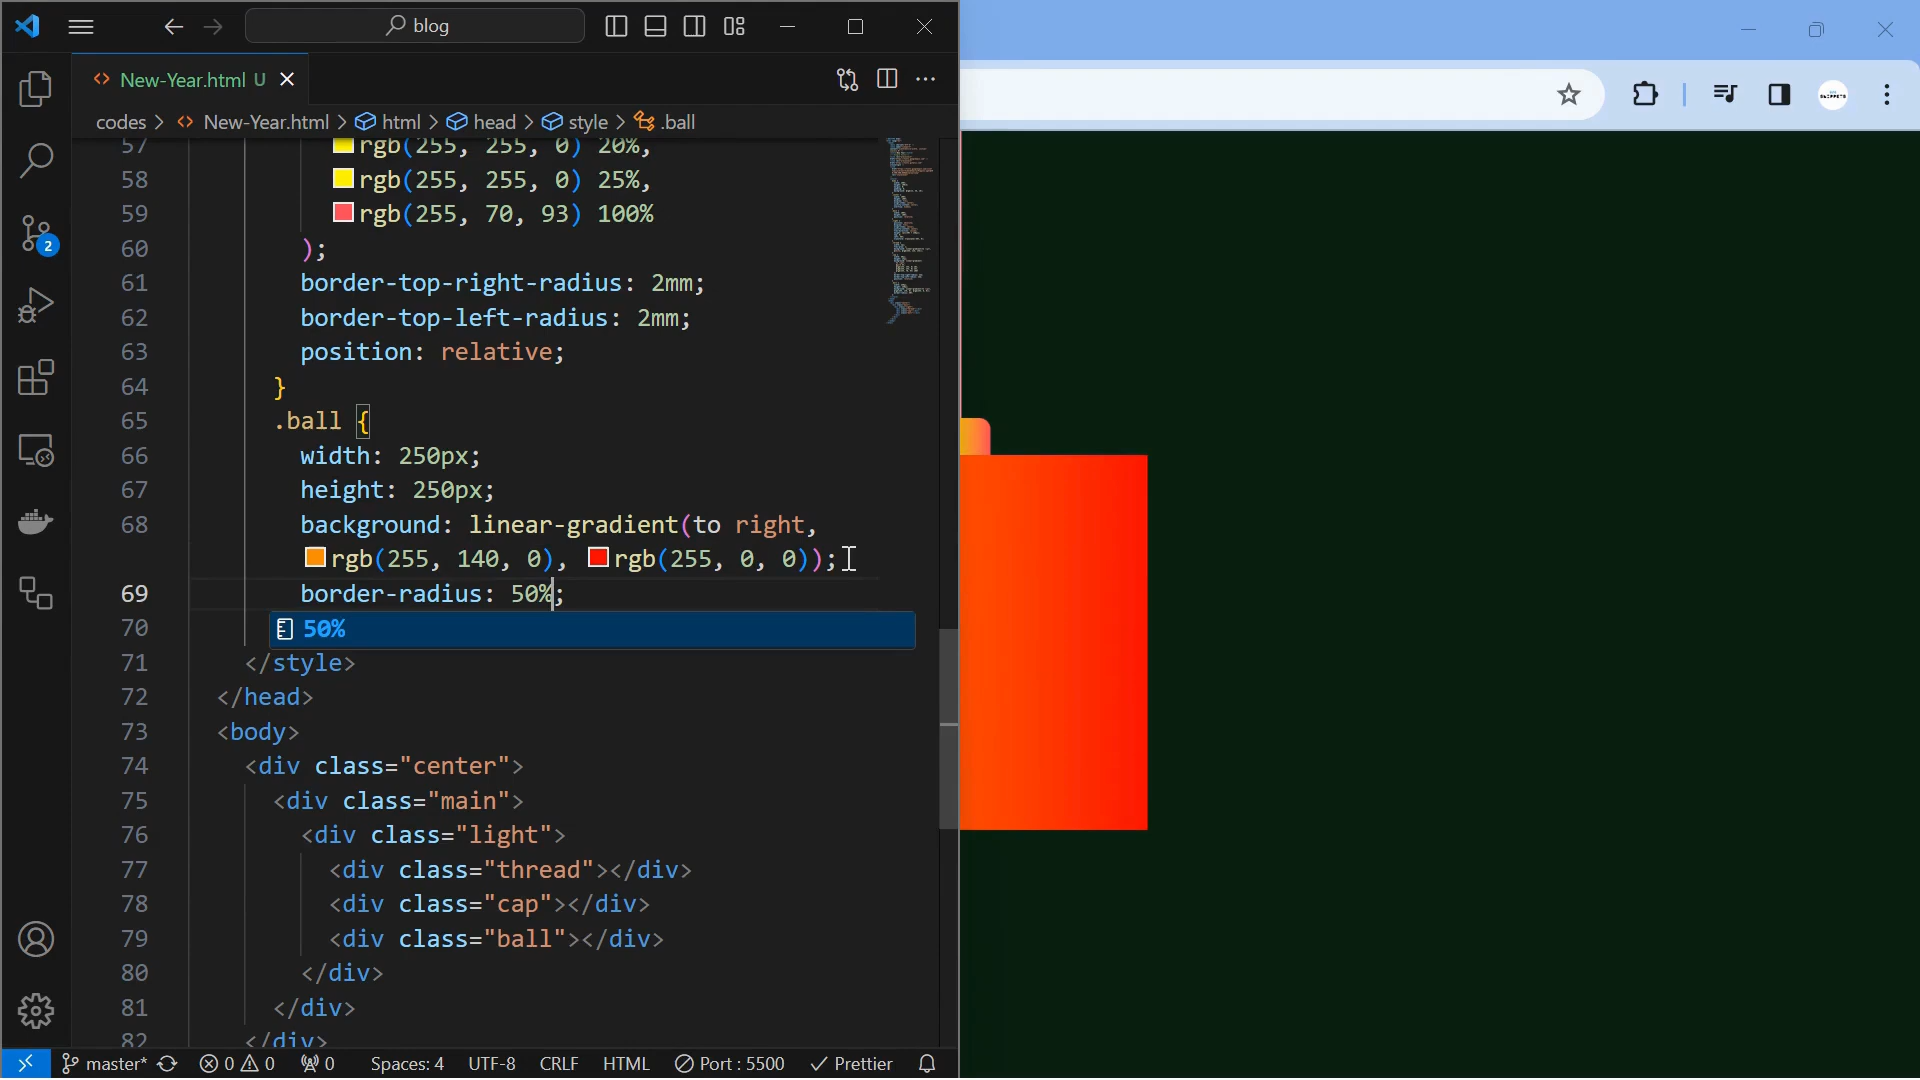 blog
New-Year.html U
codes > New-Year.html > html > head > style > .ball
57 rgb(255, 255, 0) 20%,
58 rgb(255, 255, 0) 25%,
59 rgb(255, 70, 93) 100%
60 );
61 border-top-right-radius: 2mm;
62 border-top-left-radius: 2mm;
63 position: relative;
64 }
65 .ball {
66 width: 250px;
67 height: 250px;
68 background: linear-gradient(to right,
rgb(255, 140, 0), rgb(255, 0, 0));
69 border-radius: 50%;
70 50%
71 </style>
72 </head>
73 <body>
74 <div class="center">
75 <div class="main">
76 <div class="light">
77 <div class="thread"></div>
78 <div class="cap"></div>
79 <div class="ball"></div>
80 </div>
81 </div>
82 </div>
2
master* 0 0 0 Spaces: 4 UTF-8 CRLF HTML Port : 5500 Prettier